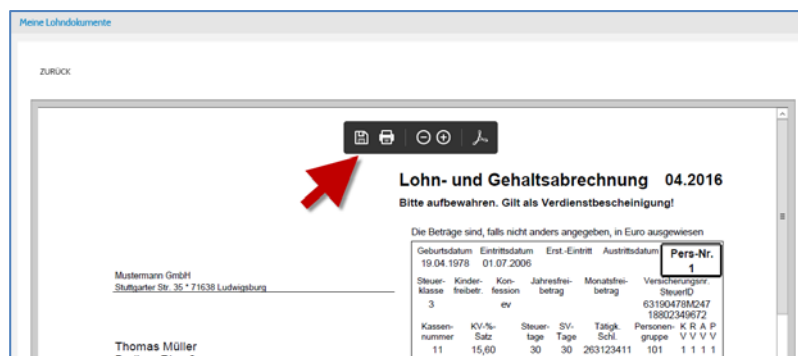 Meine Lohndokumente
ZURÜCK
Lohn- und Gehaltsabrechnung 04.2016
Bitte aufbewahren. Gilt als Verdienstbescheinigung!
Die Beträge sind, falls nicht anders angegeben, in Euro ausgewiesen
Geburtsdatum Eintrittsdatum Erst.-Eintritt Austrittsdatum Pers-Nr.
19.04.1978 01.07.2006 1
Mustermann GmbH
Stuttgarter Str. 35 * 71638 Ludwigsburg
Steuer- Kinder- Kon- Jahresfrei- Monatsfrei- Versicherungsnr.
klasse freibetr. fession betrag betrag SteuerID
3 ev 63190478M247
18802349672
Kassen- KV-%- Steuer- SV- Tätigk. Personen- K R A P
nummer Satz tage Tage Schl. gruppe V V V V
11 15,60 30 30 263123411 101 1 1 1 1
Thomas Müller